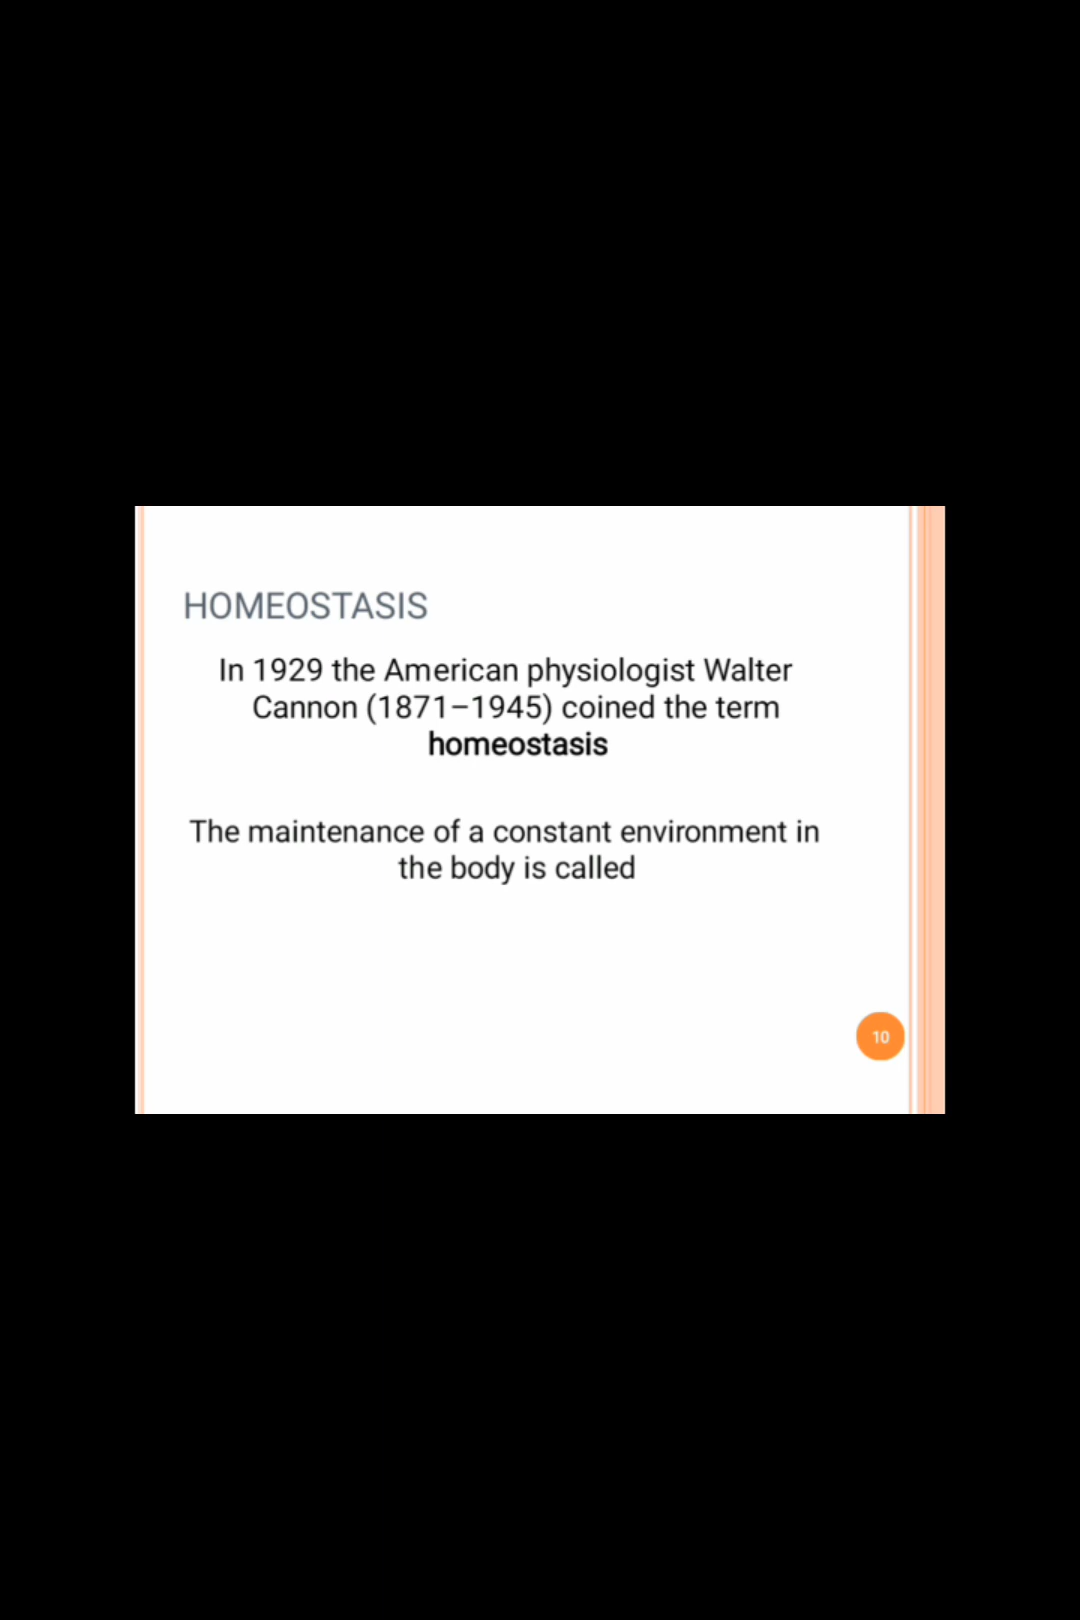 HOMEOSTASIS
In 1929 the American physiologist Walter
Cannon (1871–1945) coined the term
homeostasis
The maintenance of a constant environment in
the body is called
10